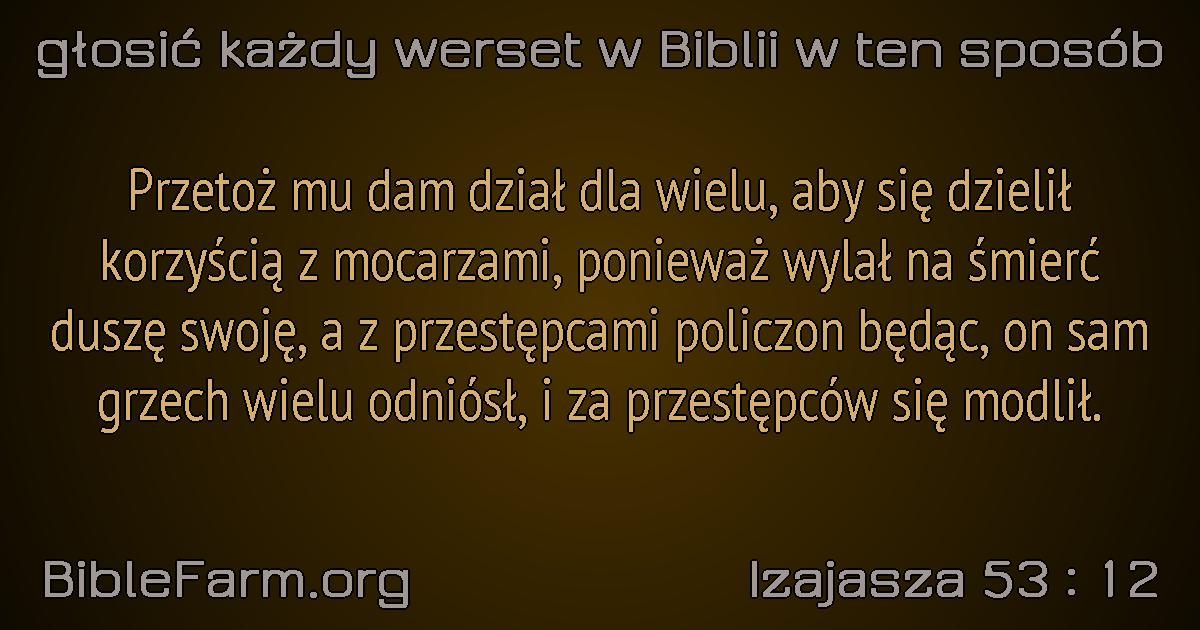 głosić każdy werset w Biblii w ten sposób
Przetoż mu dam dział dla wielu, aby się dzielił
korzyścią z mocarzami, ponieważ wylał na śmierć
duszę swoję, a z przestępcami policzon będąc, on sam
grzech wielu odniósł, i za przestępców się modlił.
BibleFarm.org
Izajasza 53 : 12